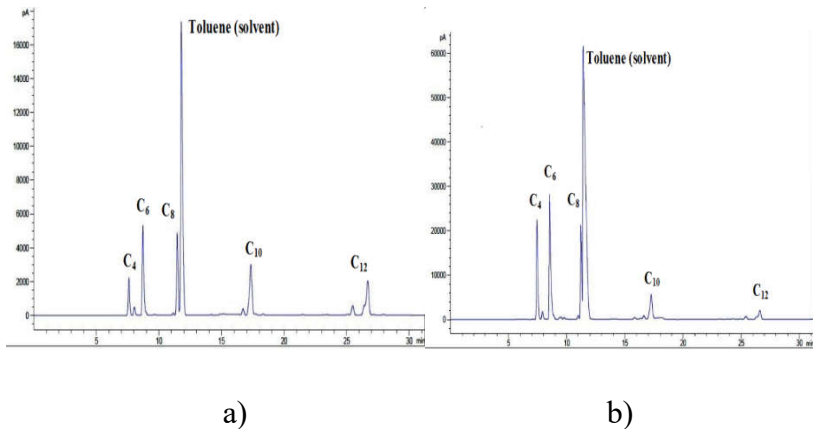 pA
Toluene (solvent)
16000
14000
12000
10000
8000
6000
4000
2000
0
C4
C6
C8
C10
C12
5
10
15
20
25
30
min
a)
pA
Toluene (solvent)
60000
50000
40000
30000
20000
10000
0
C4
C6
C8
C10
C12
5
10
15
20
25
30
min
b)